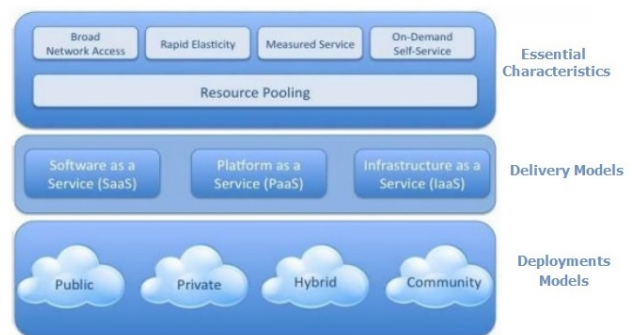 Broad
Network Access
Rapid Elasticity
Measured Service
On-Demand
Self-Service
Resource Pooling
Essential
Characteristics
Software as a
Service (SaaS)
Platform as a
Service (PaaS)
Infrastructure as a
Service (IaaS)
Delivery Models
Public
Private
Hybrid
Community
Deployments
Models